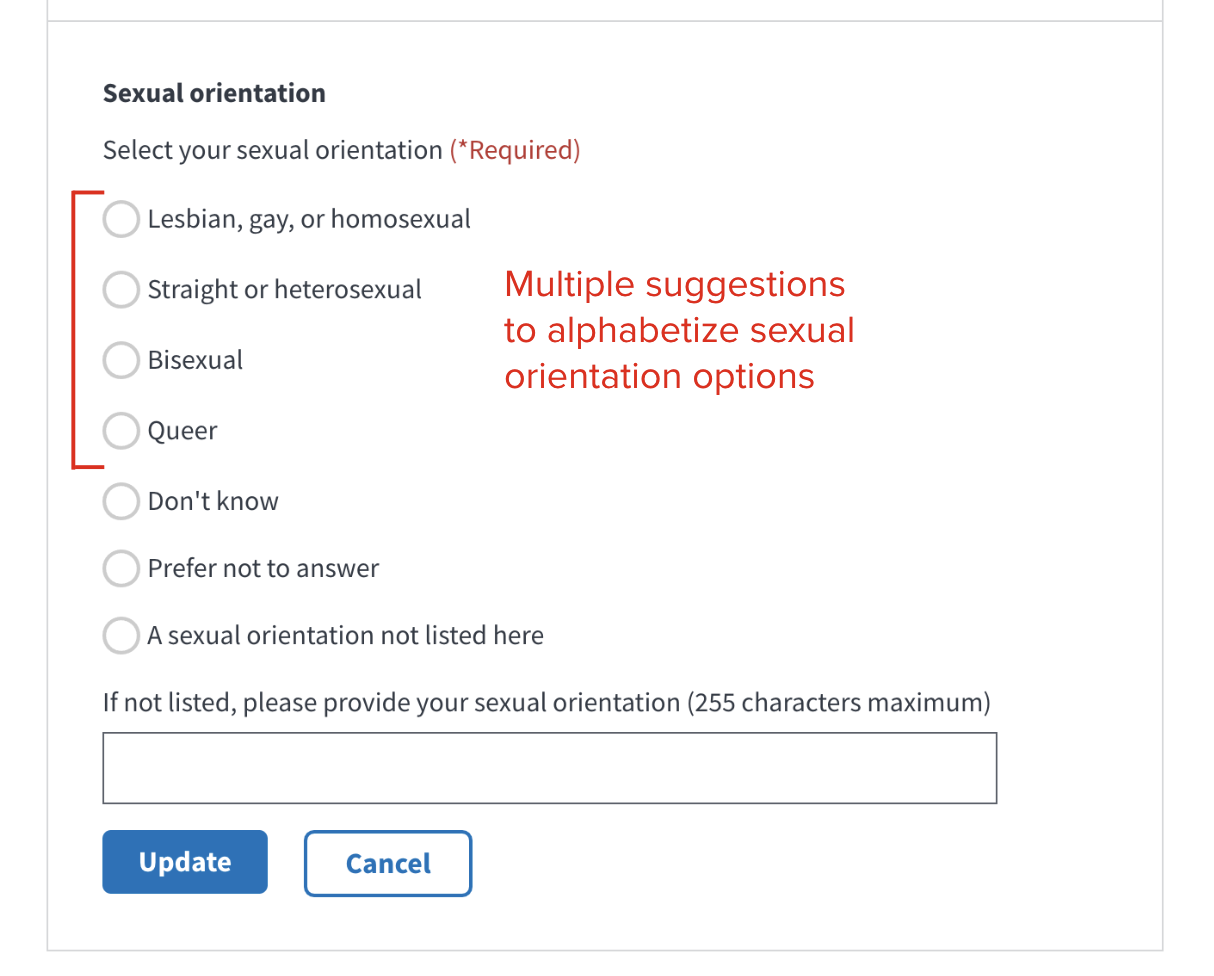 Sexual orientation
Select your sexual orientation (*Required)
Lesbian, gay, or homosexual
Straight or heterosexual
Bisexual
Queer
Multiple suggestions
to alphabetize sexual
orientation options
Don't know
Prefer not to answer
A sexual orientation not listed here
If not listed, please provide your sexual orientation (255 characters maximum)
Update
Cancel